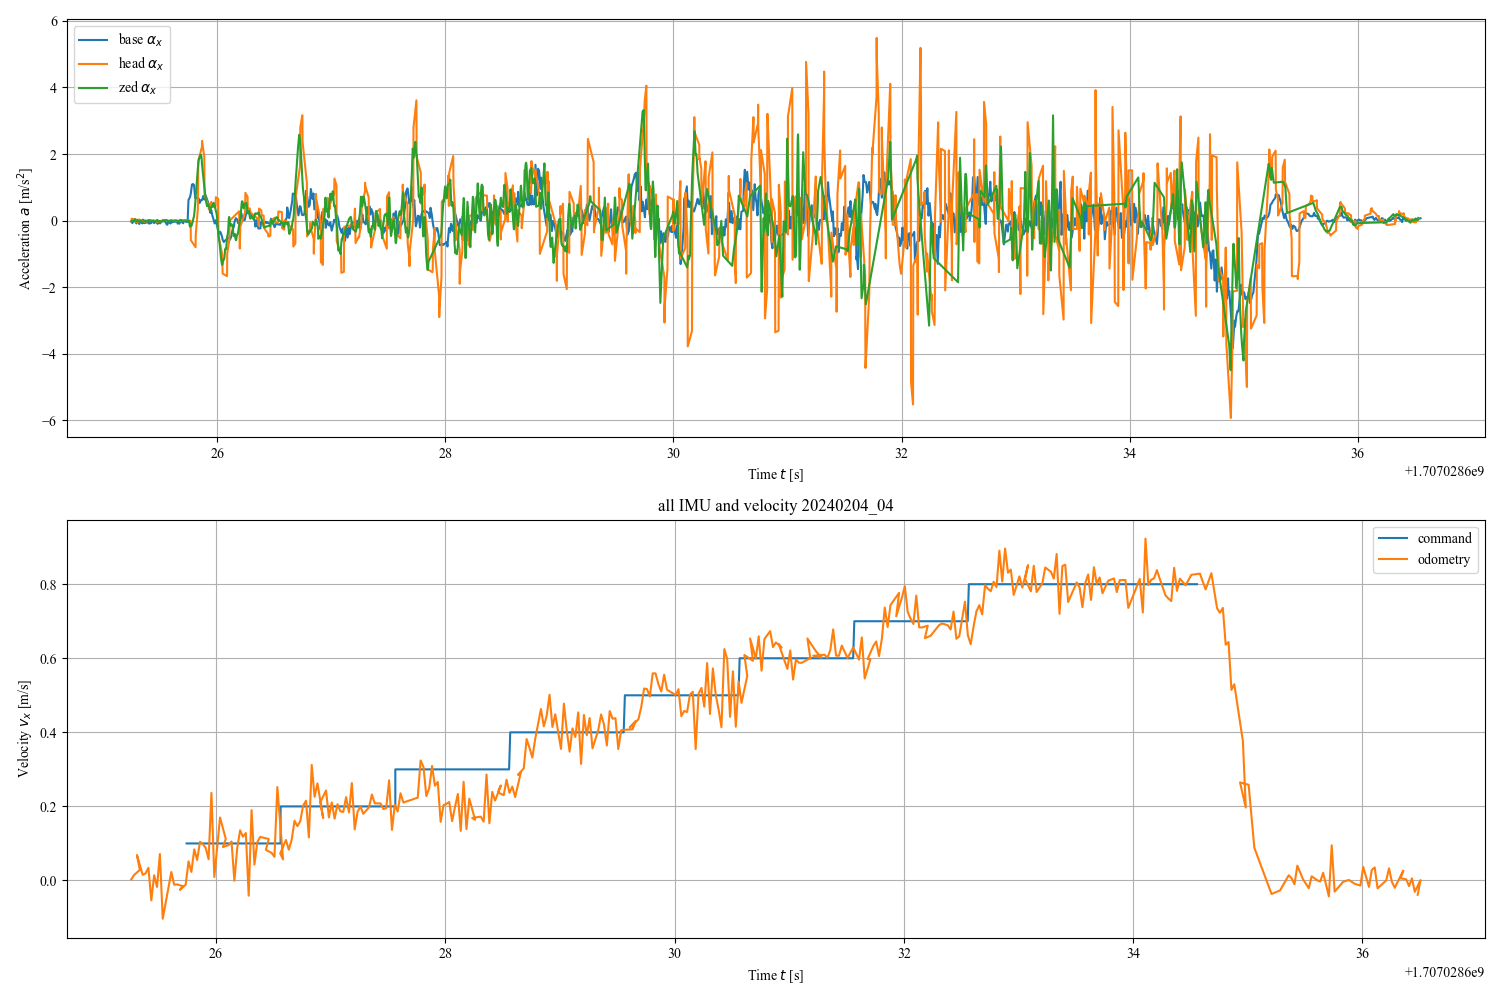 6
4
2
0
−2
−4
−6
Acceleration a [m/s²]
base αₓ
head αₓ
zed αₓ
26 28 30 32 34 36
Time t [s]
+1.7070286e9
all IMU and velocity 20240204_04
0.8
0.6
0.4
0.2
0.0
Velocity vₓ [m/s]
command
odometry
26 28 30 32 34 36
Time t [s]
+1.7070286e9